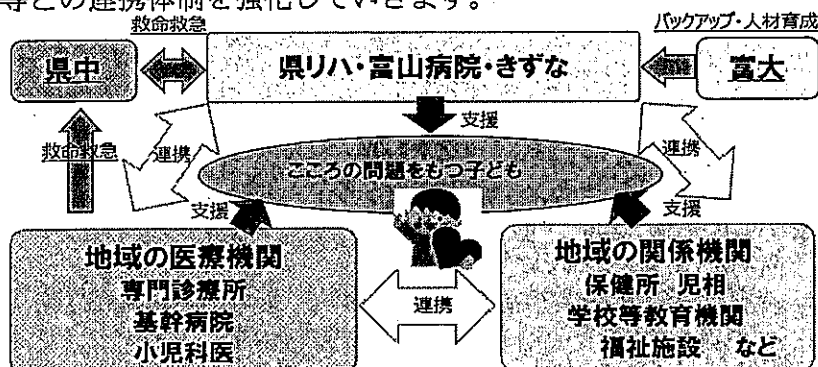 等との連携体制を強化していきます。
救命救急
バックアップ・人材育成
県中
県リハ・富山病院・きずな
富大
支援
救命救急
連携
連携
こころの問題をもつ子ども
支援
支援
地域の医療機関
専門診療所
基幹病院
小児科医
連携
地域の関係機関
保健所 児相
学校等教育機関
福祉施設 など